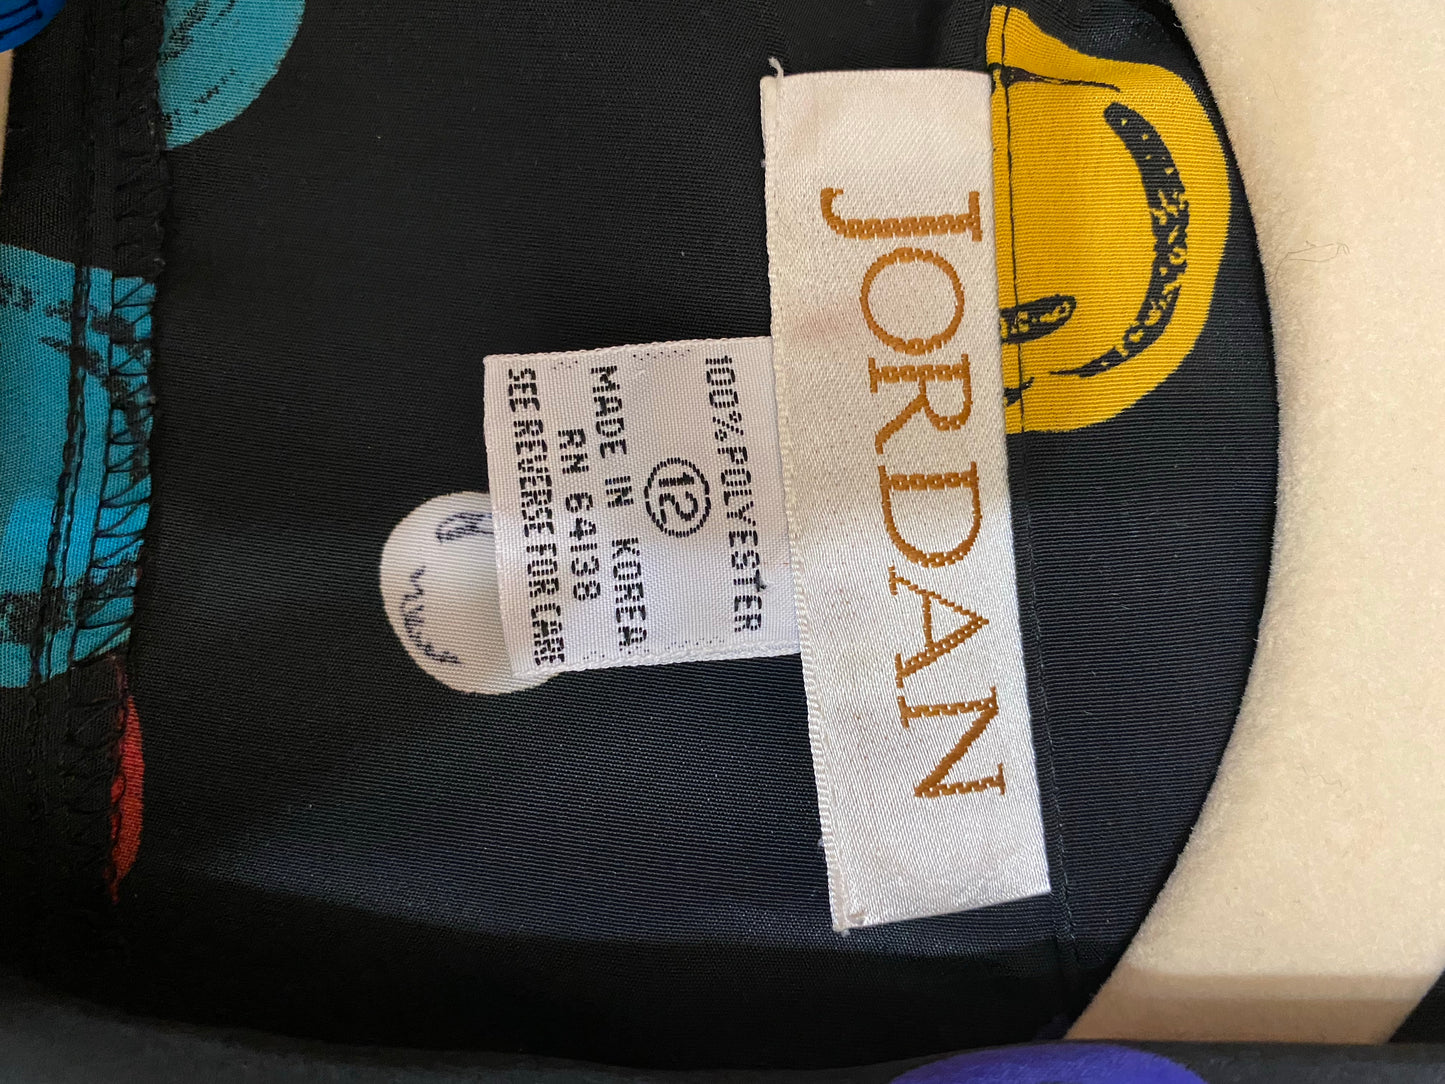 JORDAN
100% POLYESTER
12
MADE IN KOREA
RN 64138
SEE REVERSE FOR CARE